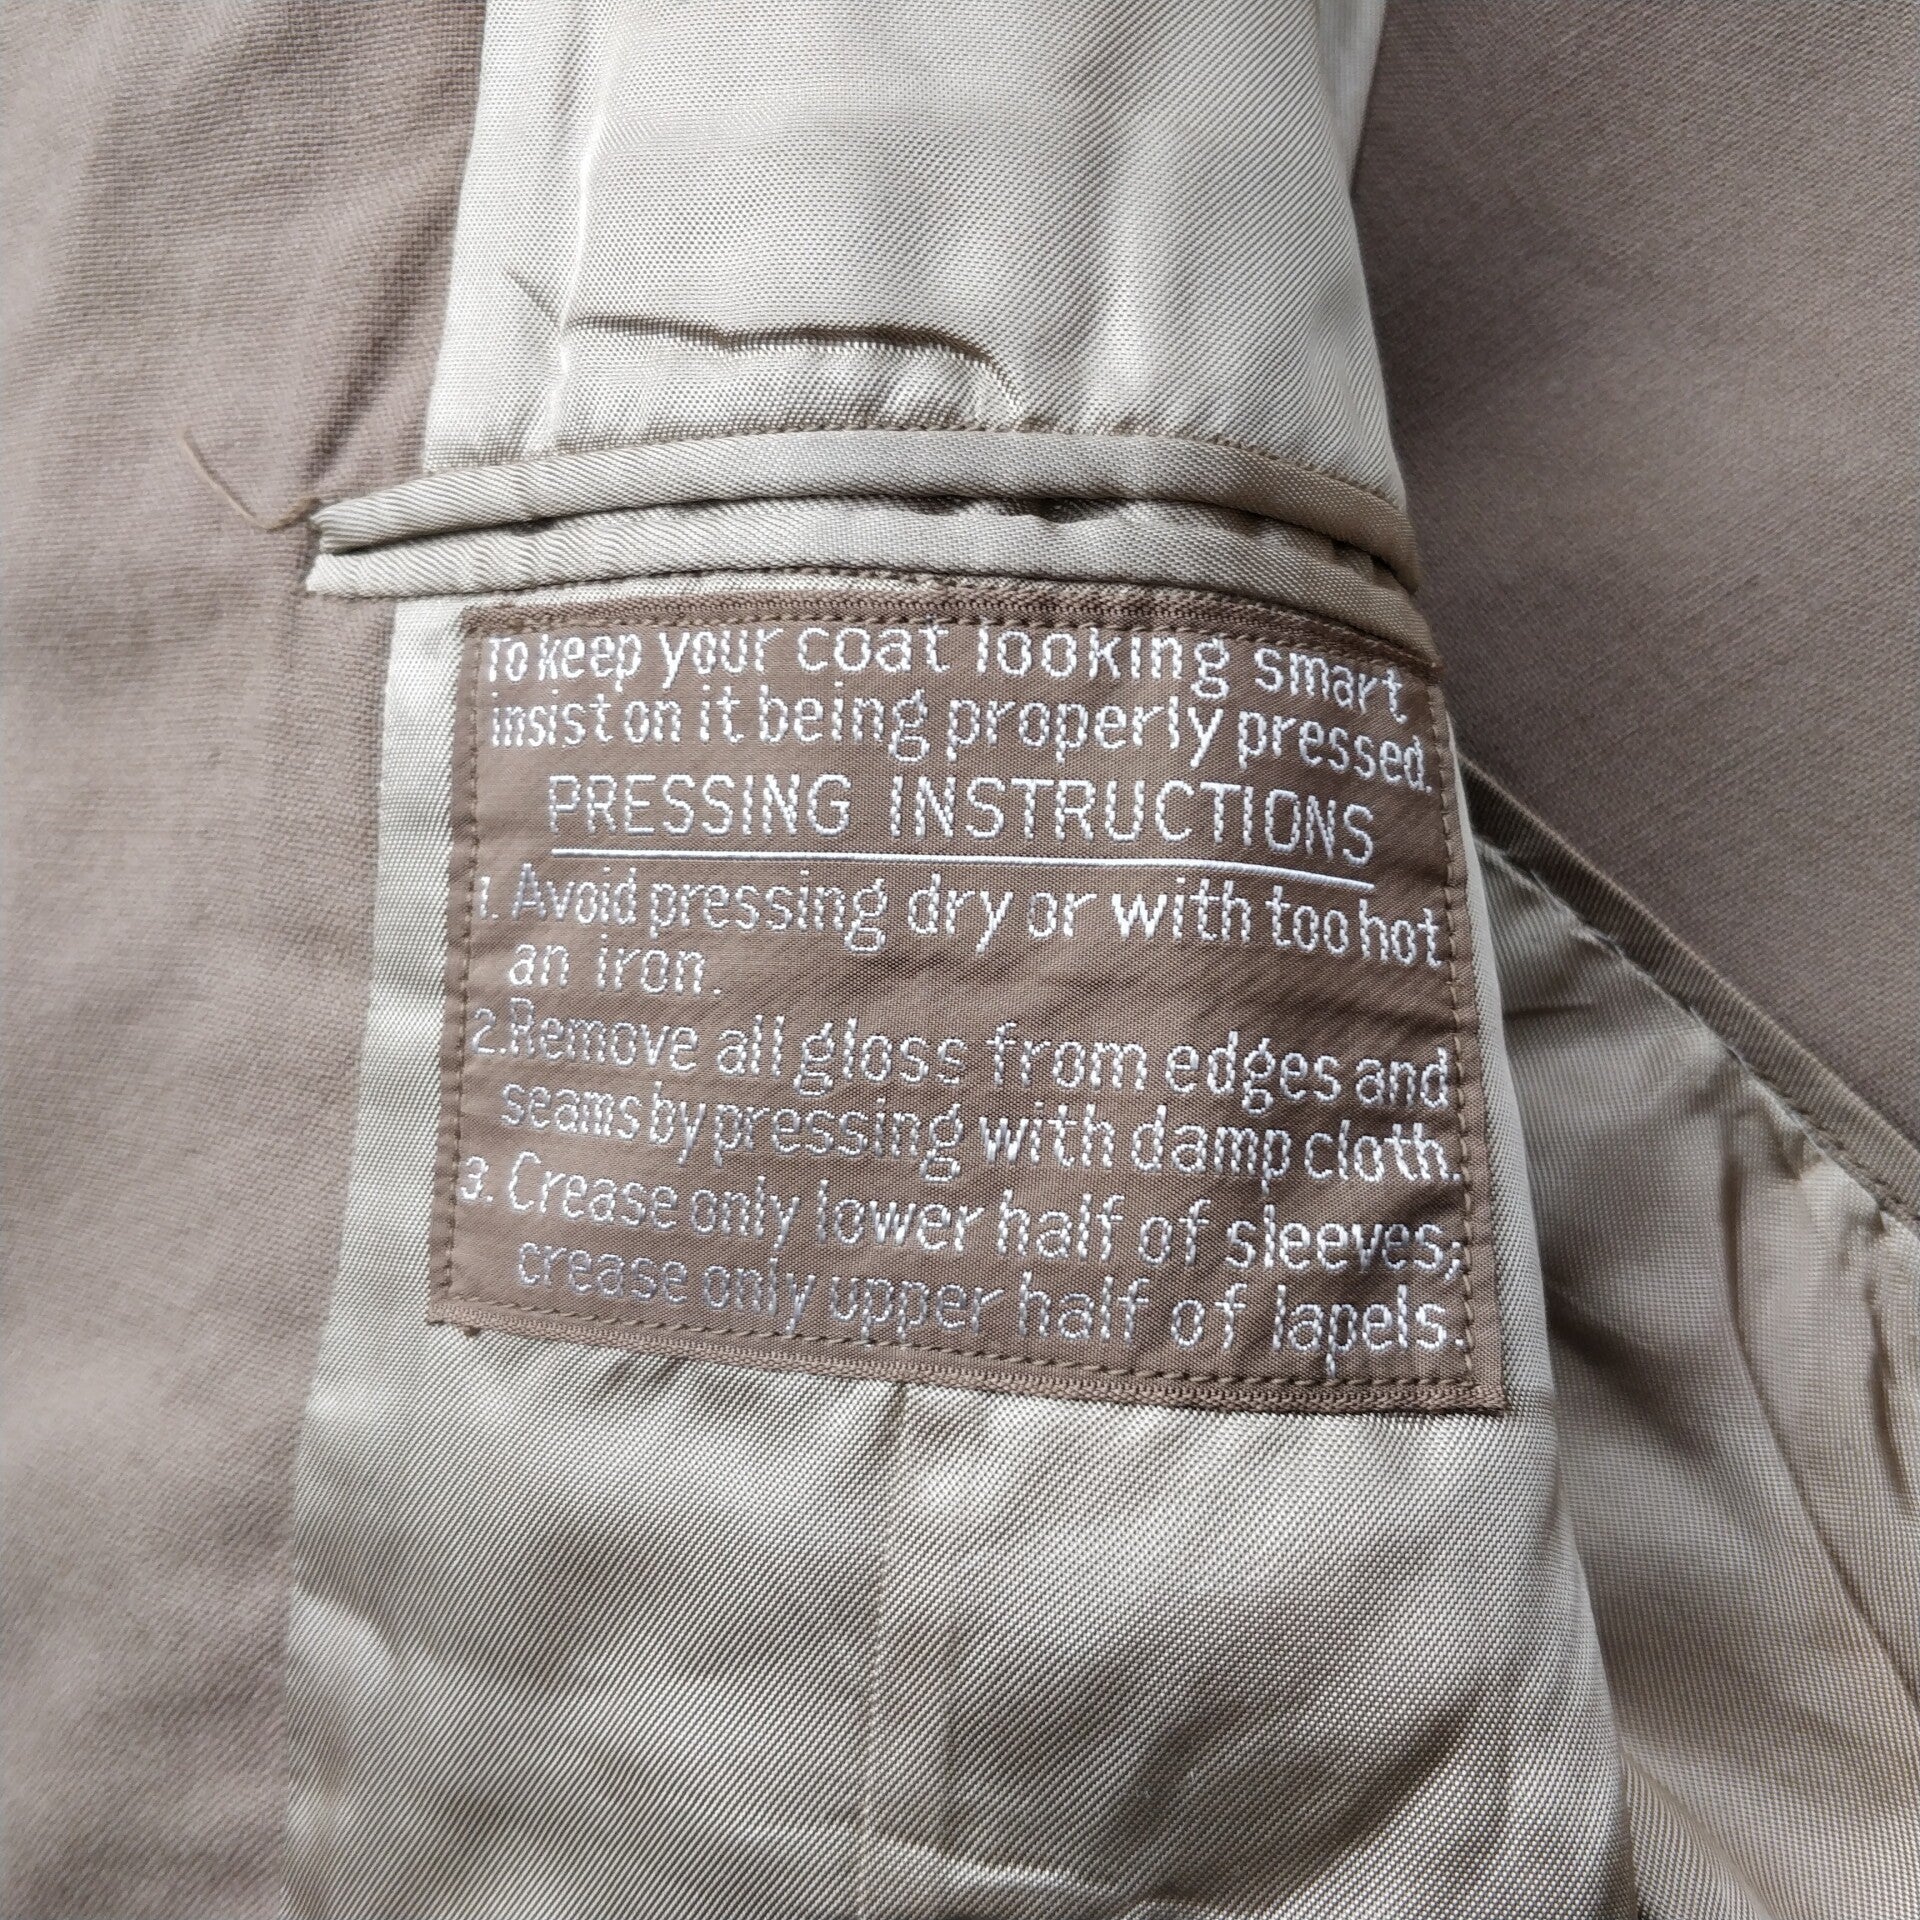 To keep your coat looking smart
insist on it being properly pressed.
PRESSING INSTRUCTIONS
1. Avoid pressing dry or with too hot
an iron.
2. Remove all gloss from edges and
seams by pressing with damp cloth.
3. Crease only lower half of sleeves;
crease only upper half of lapels.